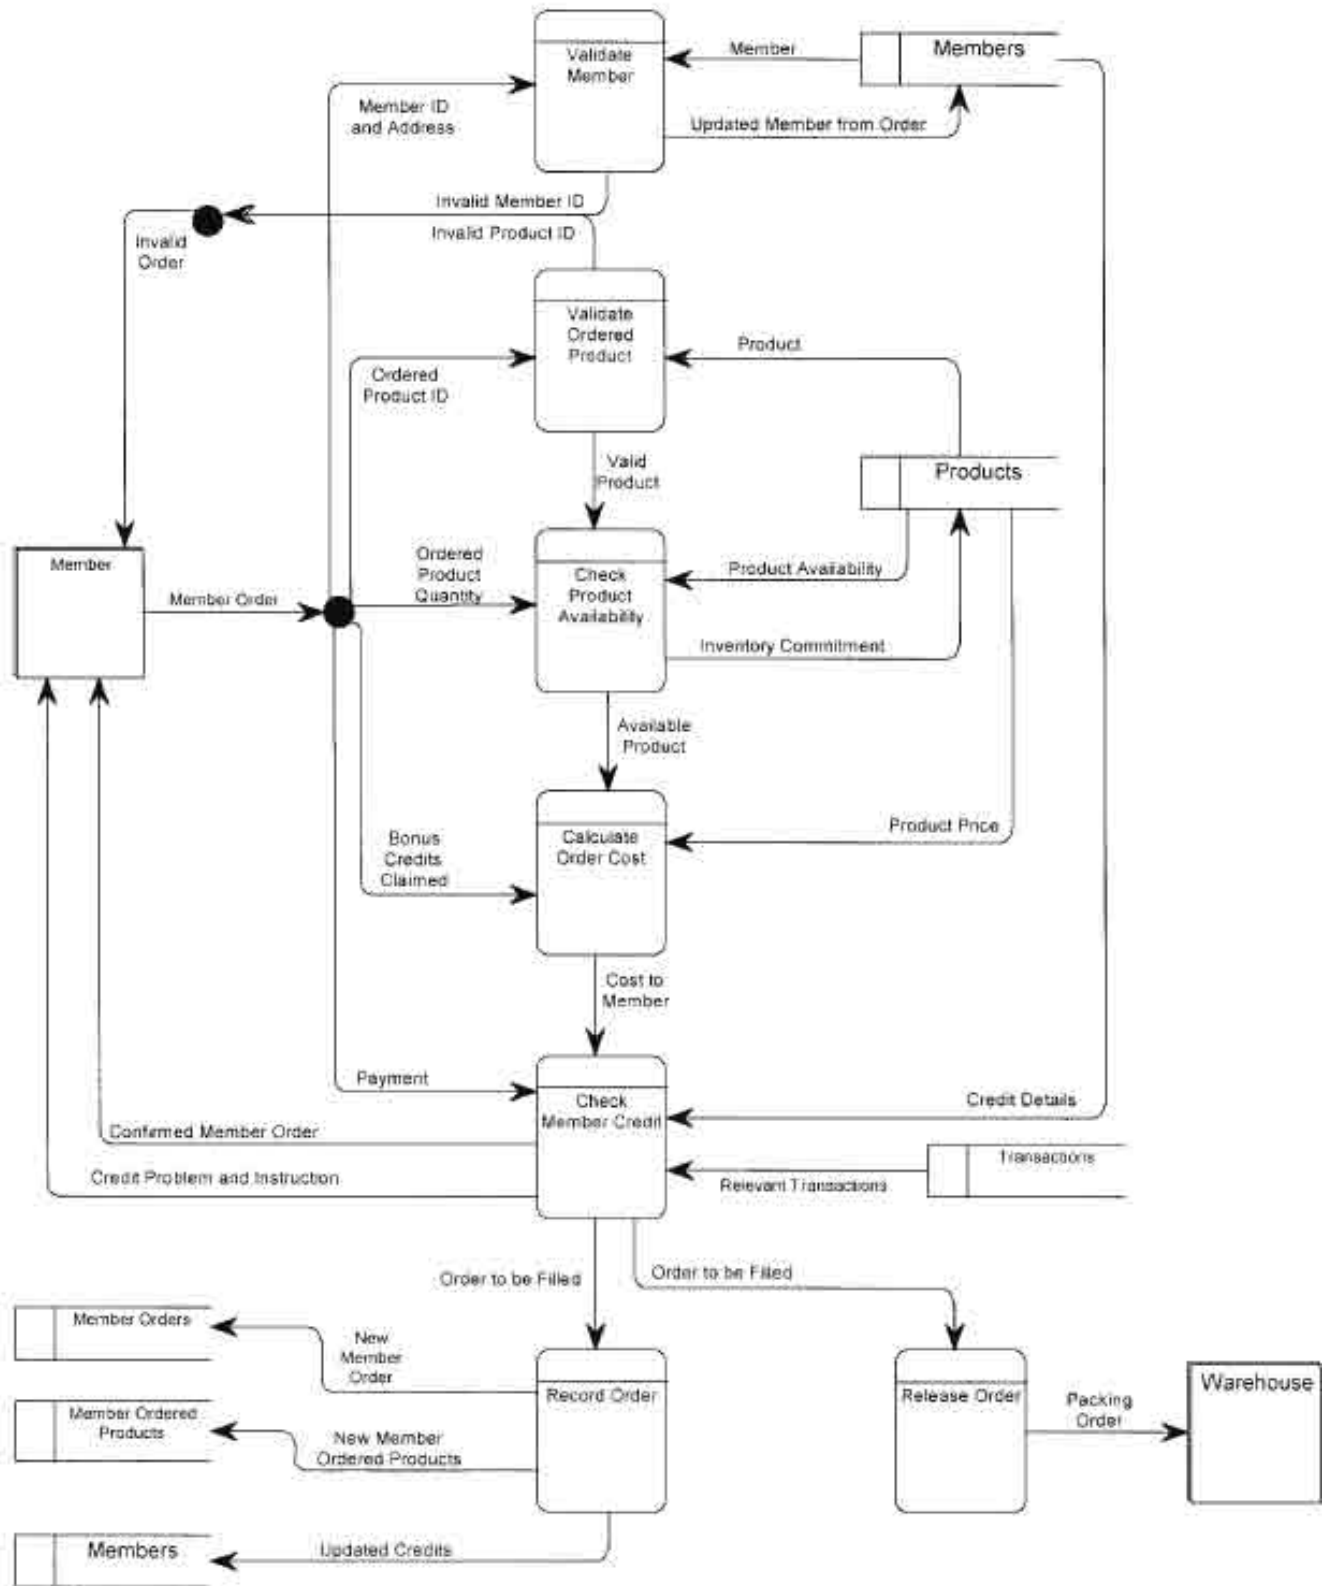 Validate
Member
Member
Members
Member ID
and Address
Updated Member from Order
Invalid Member ID
Invalid Product ID
Invalid
Order
Validate
Ordered
Product
Product
Ordered
Product ID
Valid
Product
Products
Member
Ordered
Product
Quantity
Check
Product
Availability
Product Availability
Member Order
Inventory Commitment
Available
Product
Bonus
Credits
Claimed
Calculate
Order Cost
Product Price
Cost to
Member
Payment
Check
Member Credit
Credit Details
Confirmed Member Order
Transactions
Credit Problem and Instruction
Relevant Transactions
Order to be Filled
Order to be Filled
Member Orders
New
Member
Order
Record Order
Release Order
Warehouse
Packing
Order
Member Ordered
Products
New Member
Ordered Products
Members
Updated Credits